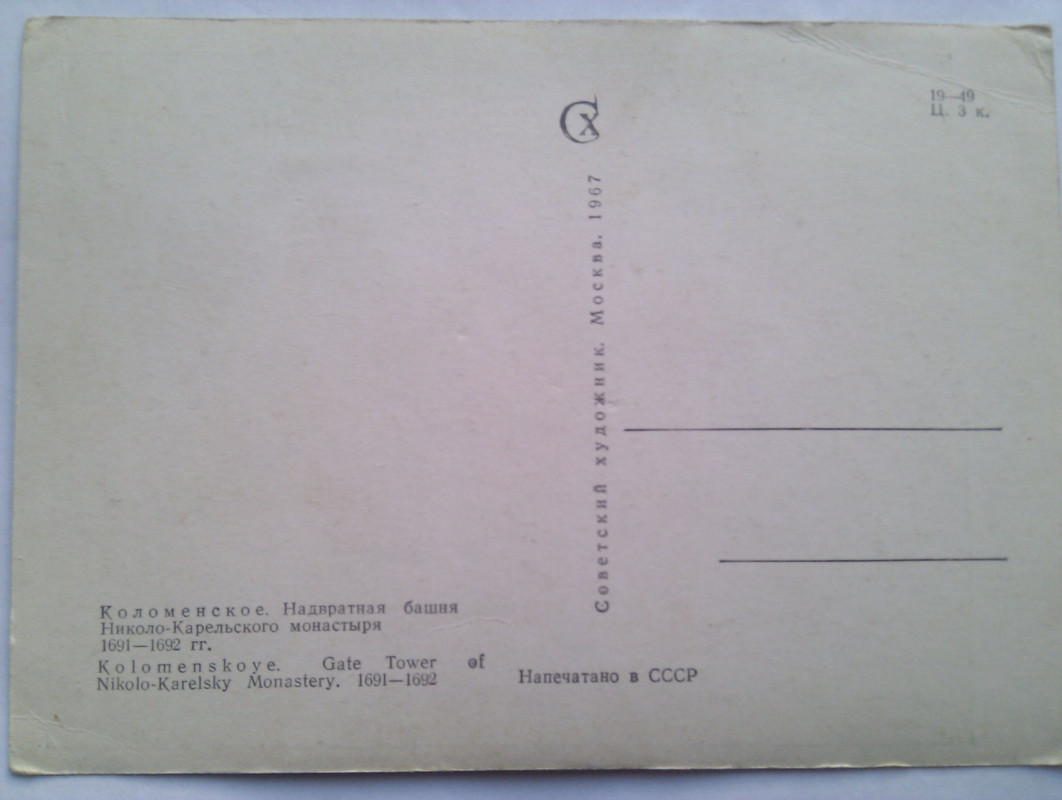 СХ
19—49
Ц. 3 к.
Советский художник. Москва. 1967
Коломенское. Надвратная башня
Николо-Карельского монастыря
1691—1692 гг.
Kolomenskoye. Gate Tower of
Nikolo-Karelsky Monastery. 1691—1692
Напечатано в СССР